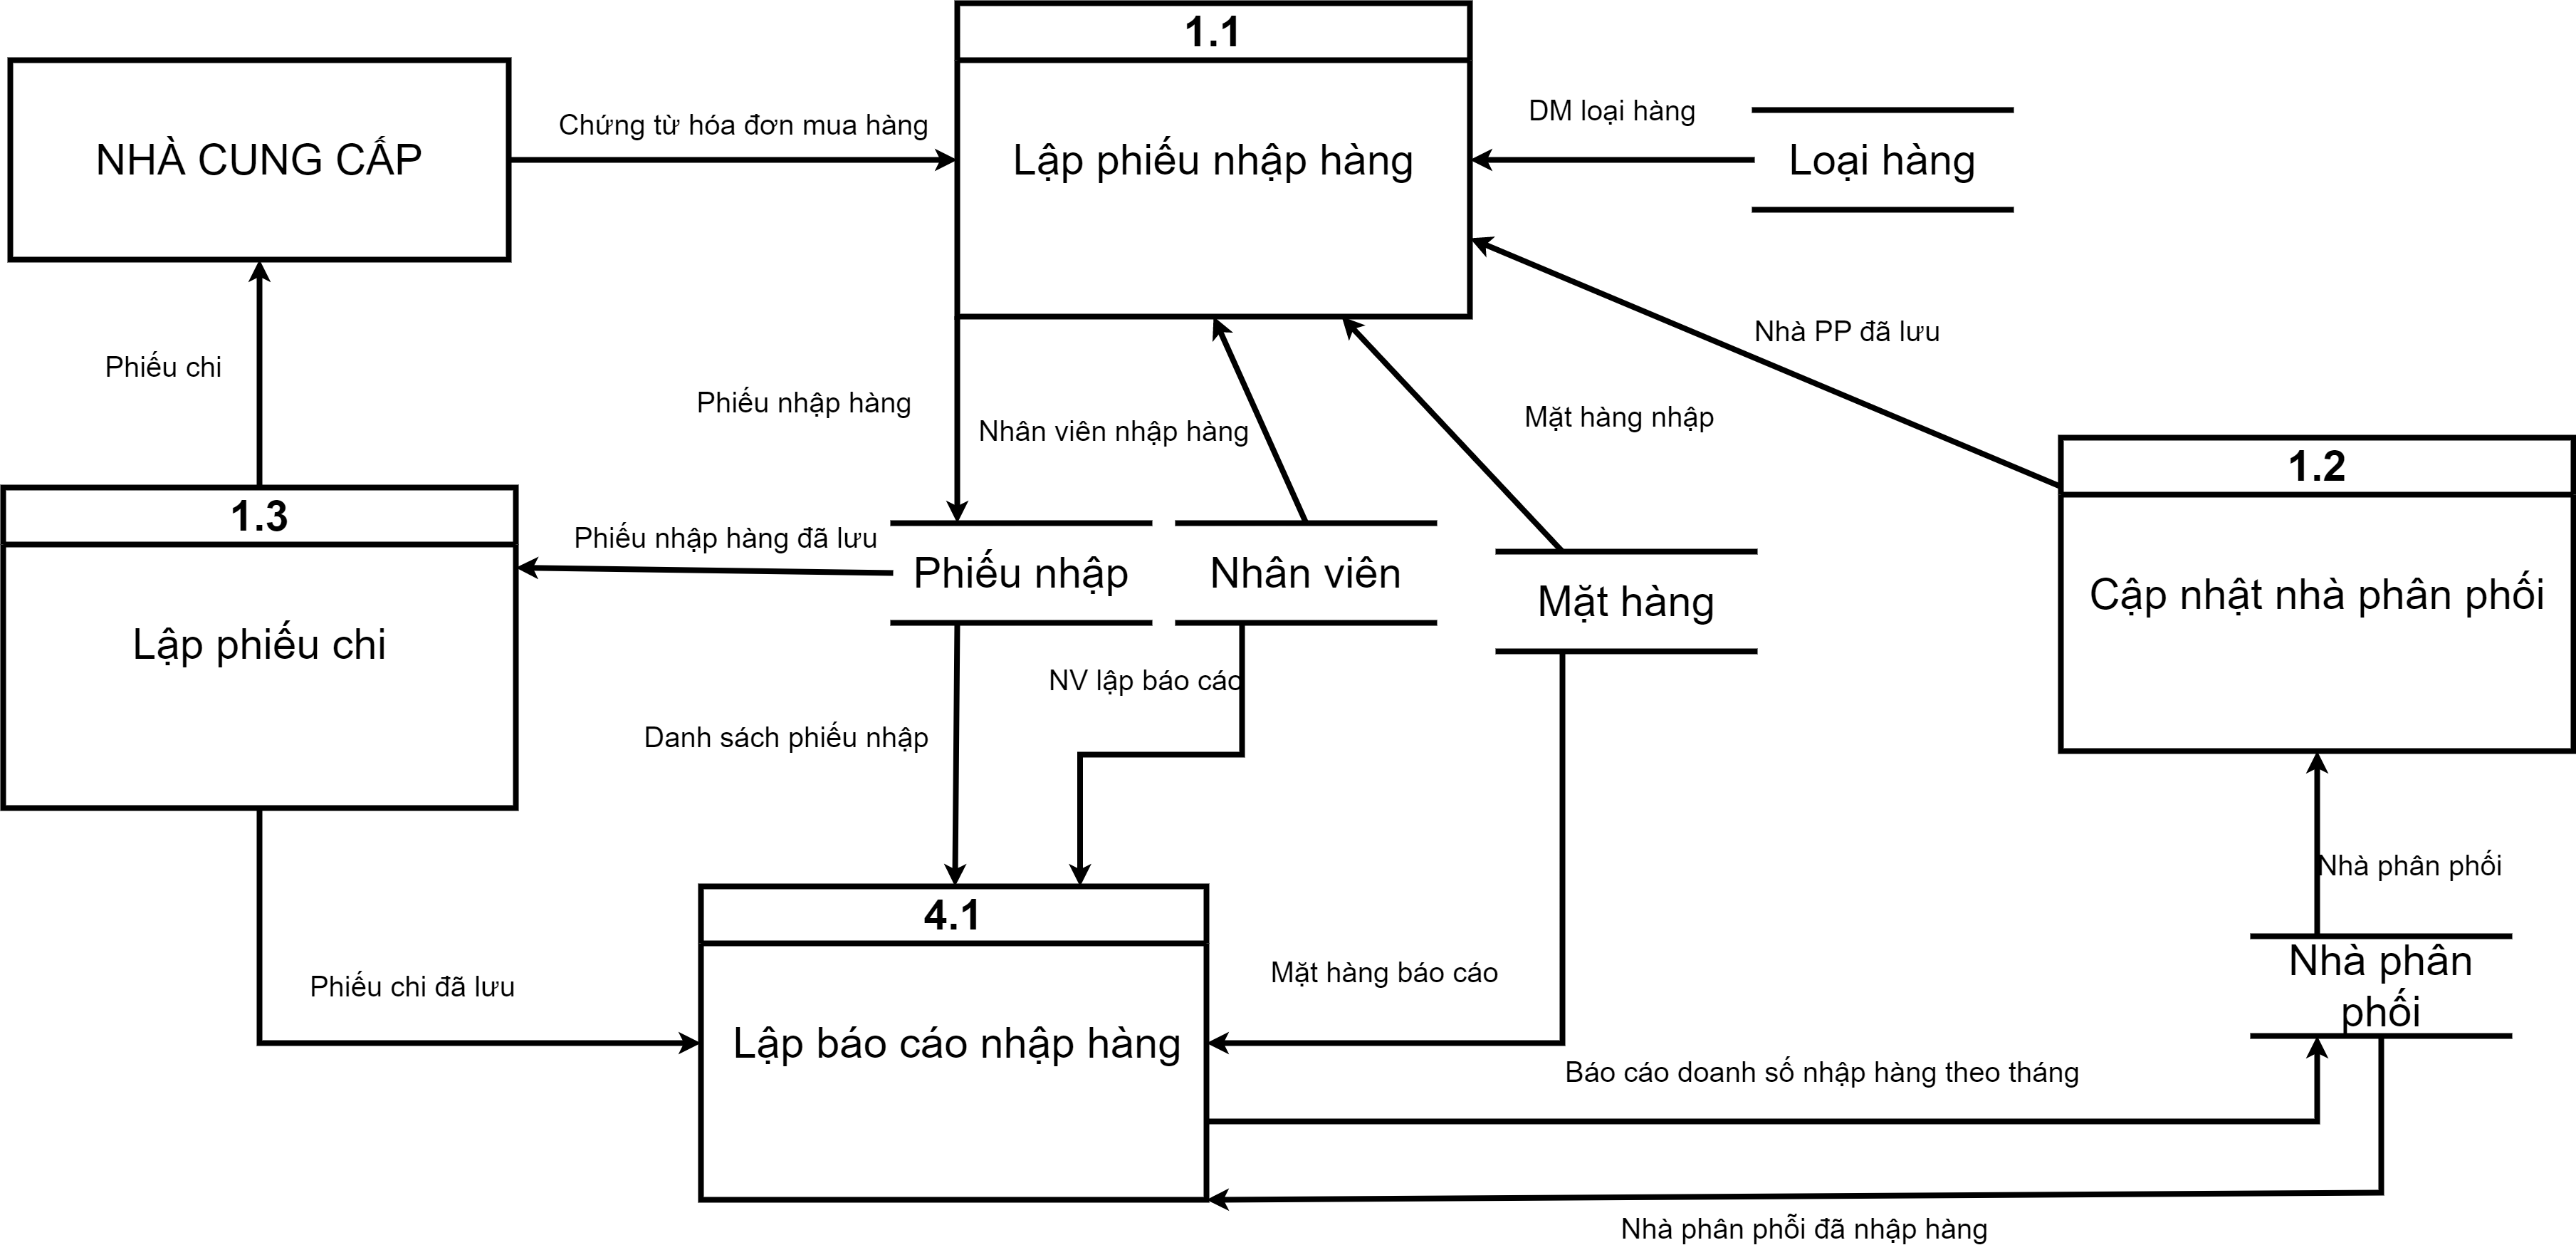 1.1
NHÀ CUNG CẤP
Chứng từ hóa đơn mua hàng
Lập phiếu nhập hàng
DM loại hàng
Loại hàng
Nhà PP đã lưu
Phiếu chi
Phiếu nhập hàng
Nhân viên nhập hàng
Mặt hàng nhập
1.2
1.3
Phiếu nhập hàng đã lưu
Phiếu nhập
Nhân viên
Mặt hàng
Cập nhật nhà phân phối
Lập phiếu chi
NV lập báo cáo
Danh sách phiếu nhập
Nhà phân phối
4.1
Nhà phân
phối
Phiếu chi đã lưu
Mặt hàng báo cáo
Lập báo cáo nhập hàng
Báo cáo doanh số nhập hàng theo tháng
Nhà phân phỗi đã nhập hàng